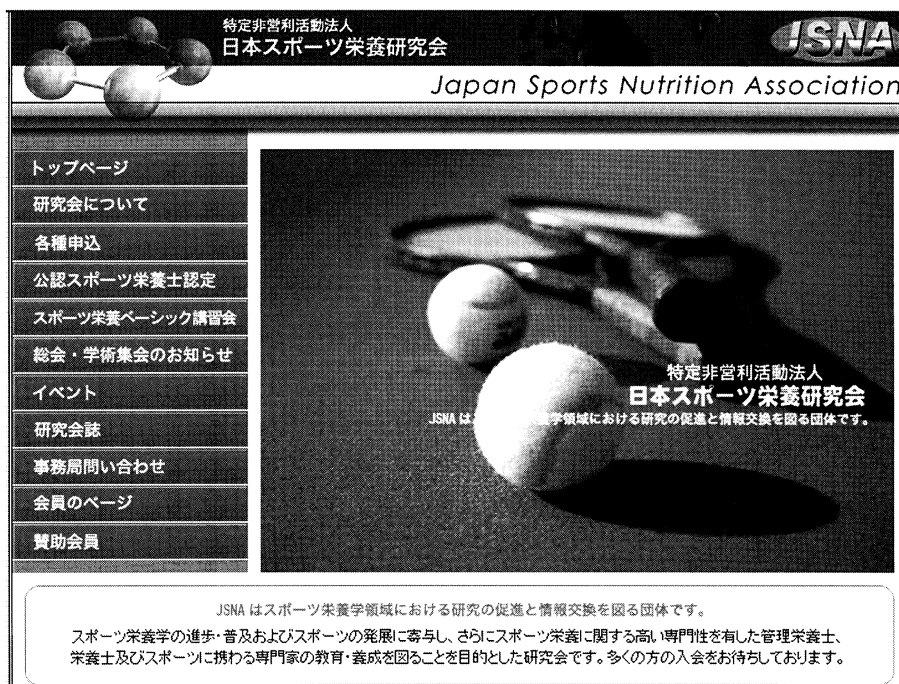 特定非営利活動法人
日本スポーツ栄養研究会
JSNA
Japan Sports Nutrition Association
トップページ
研究会について
各種申込
公認スポーツ栄養士認定
スポーツ栄養ベーシック講習会
総会・学術集会のお知らせ
イベント
研究会誌
事務局問い合わせ
会員のページ
賛助会員
特定非営利活動法人
日本スポーツ栄養研究会
JSNA は 学領域における研究の促進と情報交換を図る団体です。
JSNA はスポーツ栄養学領域における研究の促進と情報交換を図る団体です。
スポーツ栄養学の進歩・普及およびスポーツの発展に寄与し、さらにスポーツ栄養に関する高い専門性を有した管理栄養士、
栄養士及びスポーツに携わる専門家の教育・養成を図ることを目的とした研究会です。多くの方の入会をお待ちしております。